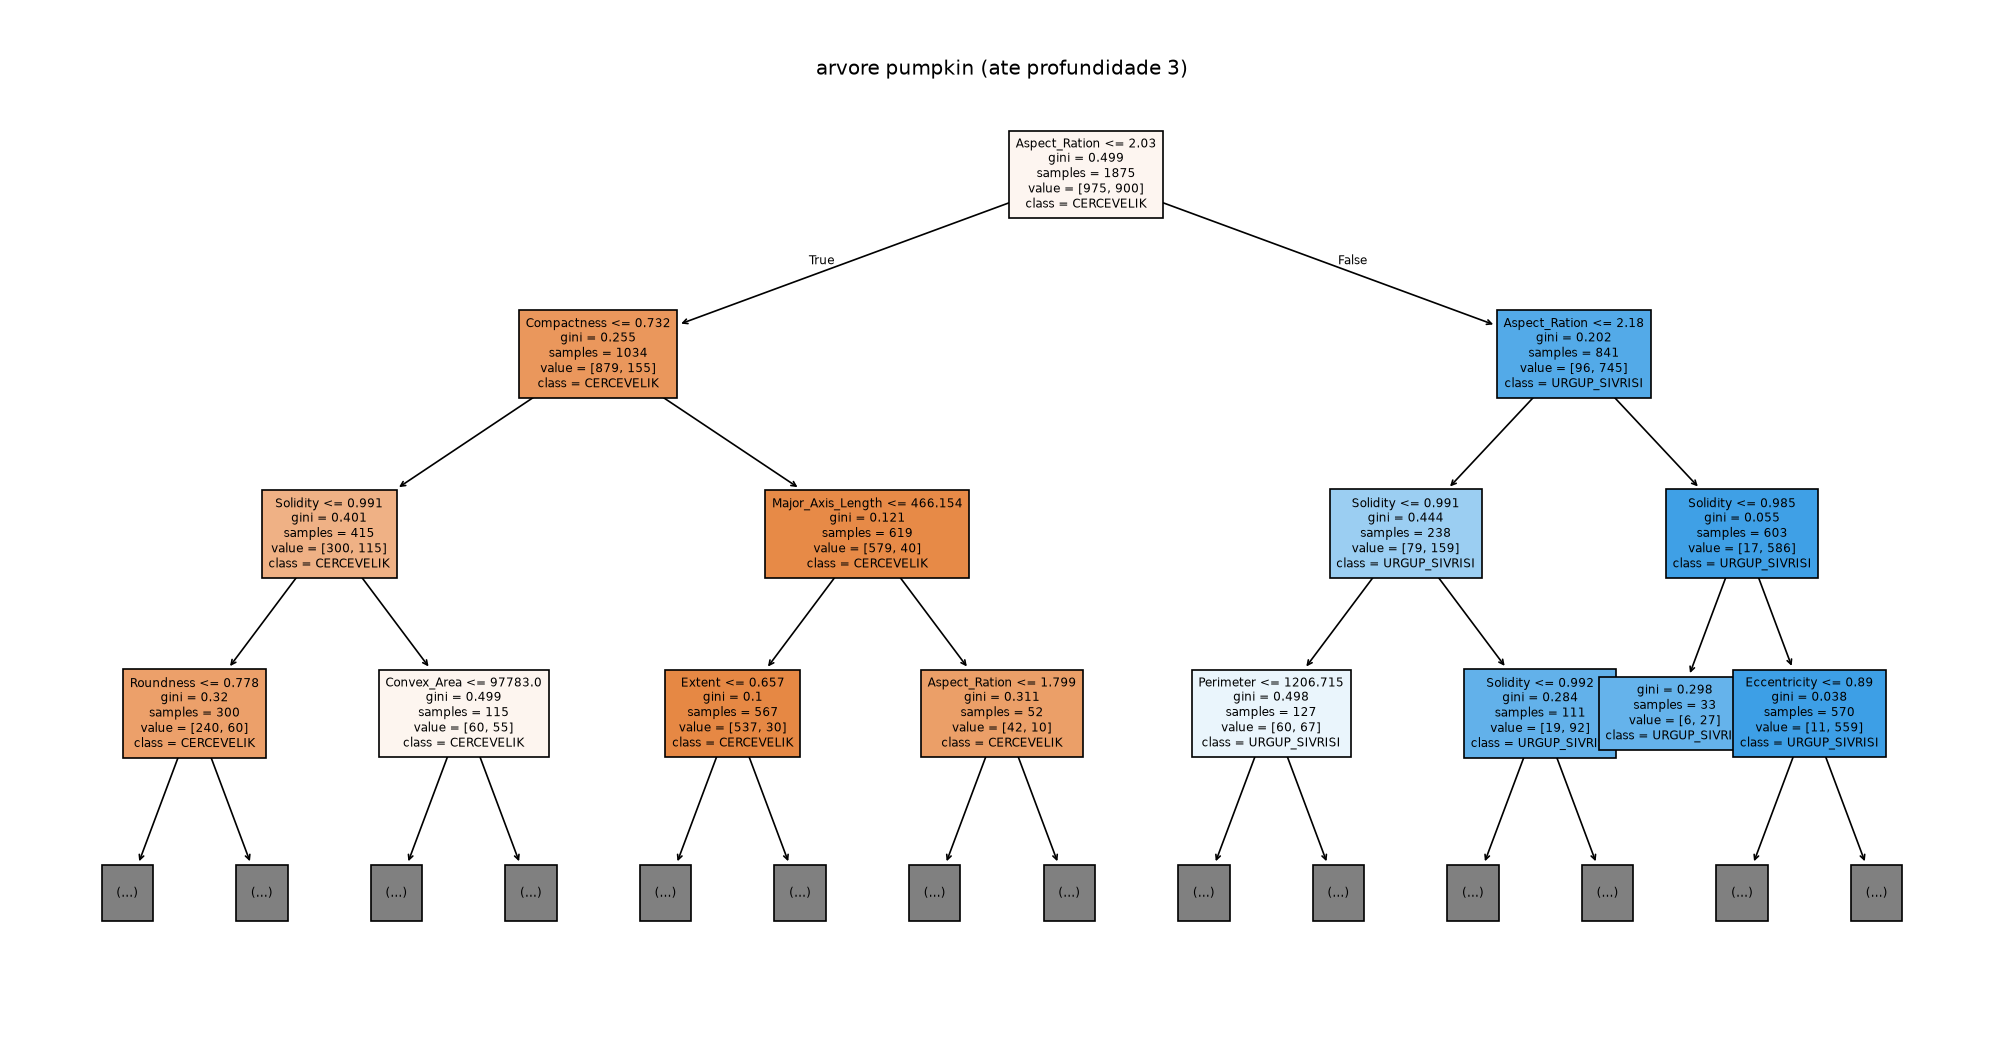 arvore pumpkin (ate profundidade 3)
Aspect_Ration <= 2.03
gini = 0.499
samples = 1875
value = [975, 900]
class = CERCEVELIK
True
False
Compactness <= 0.732
gini = 0.255
samples = 1034
value = [879, 155]
class = CERCEVELIK
Aspect_Ration <= 2.18
gini = 0.202
samples = 841
value = [96, 745]
class = URGUP_SIVRISI
Solidity <= 0.991
gini = 0.401
samples = 415
value = [300, 115]
class = CERCEVELIK
Major_Axis_Length <= 466.154
gini = 0.121
samples = 619
value = [579, 40]
class = CERCEVELIK
Solidity <= 0.991
gini = 0.444
samples = 238
value = [79, 159]
class = URGUP_SIVRISI
Solidity <= 0.985
gini = 0.055
samples = 603
value = [17, 586]
class = URGUP_SIVRISI
Roundness <= 0.778
gini = 0.32
samples = 300
value = [240, 60]
class = CERCEVELIK
Convex_Area <= 97783.0
gini = 0.499
samples = 115
value = [60, 55]
class = CERCEVELIK
Extent <= 0.657
gini = 0.1
samples = 567
value = [537, 30]
class = CERCEVELIK
Aspect_Ration <= 1.799
gini = 0.311
samples = 52
value = [42, 10]
class = CERCEVELIK
Perimeter <= 1206.715
gini = 0.498
samples = 127
value = [60, 67]
class = URGUP_SIVRISI
Solidity <= 0.992
gini = 0.284
samples = 111
value = [19, 92]
class = URGUP_SIVRI
gini = 0.298
samples = 33
value = [6, 27]
class = URGUP_SIVRI
Eccentricity <= 0.89
gini = 0.038
samples = 570
value = [11, 559]
class = URGUP_SIVRISI
(...)
(...)
(...)
(...)
(...)
(...)
(...)
(...)
(...)
(...)
(...)
(...)
(...)
(...)